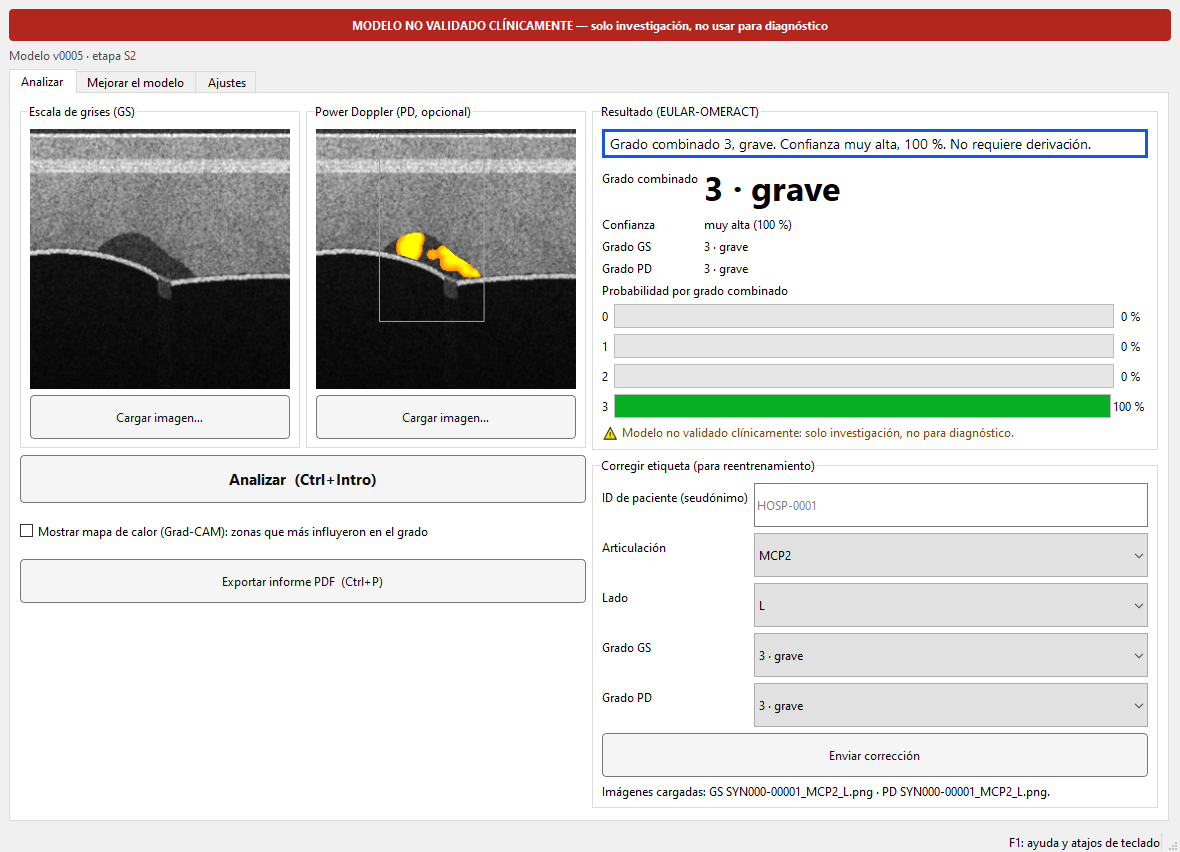 MODELO NO VALIDADO CLÍNICAMENTE — solo investigación, no usar para diagnóstico
Modelo v0005 · etapa S2
Analizar
Mejorar el modelo
Ajustes
Escala de grises (GS)
Cargar imagen...
Power Doppler (PD, opcional)
Cargar imagen...
Analizar (Ctrl+Intro)
Mostrar mapa de calor (Grad-CAM): zonas que más influyeron en el grado
Exportar informe PDF (Ctrl+P)
Resultado (EULAR-OMERACT)
Grado combinado 3, grave. Confianza muy alta, 100 %. No requiere derivación.
Grado combinado 3 · grave
Confianza muy alta (100 %)
Grado GS 3 · grave
Grado PD 3 · grave
Probabilidad por grado combinado
0 0 %
1 0 %
2 0 %
3 100 %
Modelo no validado clínicamente: solo investigación, no para diagnóstico.
Corregir etiqueta (para reentrenamiento)
ID de paciente (seudónimo) HOSP-0001
Articulación MCP2
Lado L
Grado GS 3 · grave
Grado PD 3 · grave
Enviar corrección
Imágenes cargadas: GS SYN000-00001_MCP2_L.png · PD SYN000-00001_MCP2_L.png.
F1: ayuda y atajos de teclado